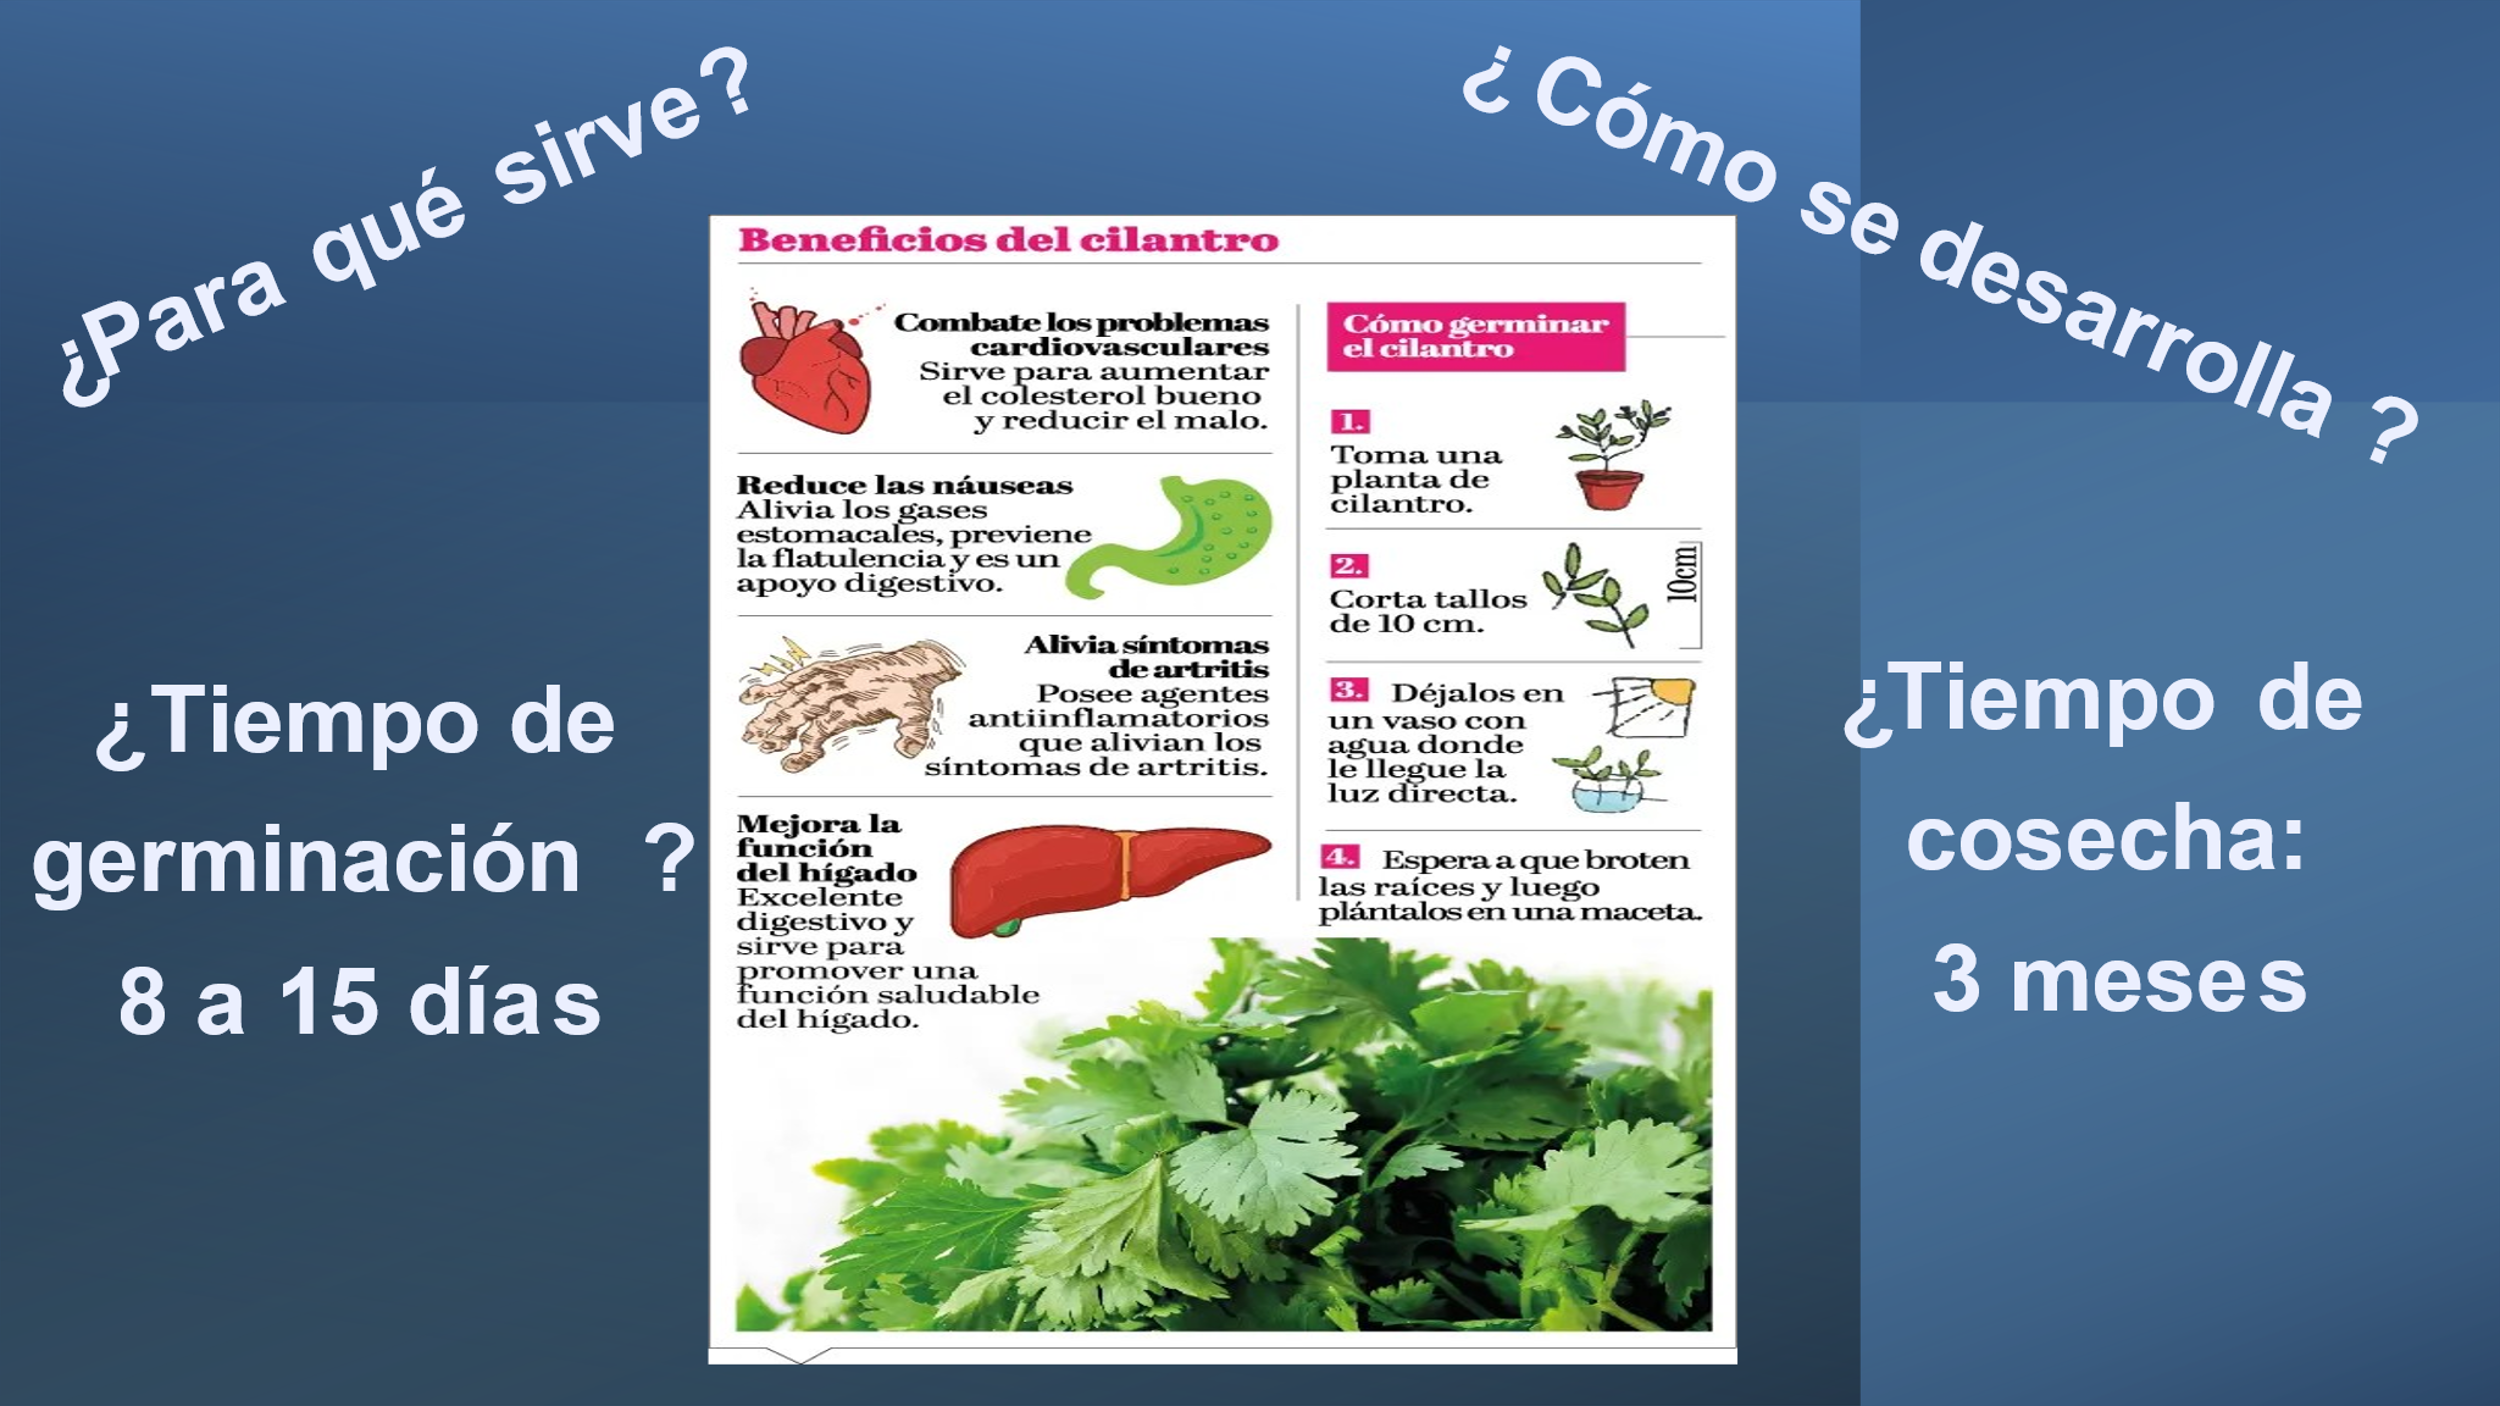 ¿Para qué sirve?
¿Cómo se desarrolla ?
Beneficios del cilantro
Combate los problemas
cardiovasculares
Sirve para aumentar
el colesterol bueno
y reducir el malo.
Reduce las náuseas
Alivia los gases
estomacales, previene
la flatulencia y es un
apoyo digestivo.
Alivia síntomas
de artritis
Posee agentes
antiinflamatorios
que alivian los
síntomas de artritis.
Mejora la
función
del hígado
Excelente
digestivo y
sirve para
promover una
función saludable
del hígado.
Cómo germinar
el cilantro
1.
Toma una
planta de
cilantro.
2.
Corta tallos
de 10 cm.
10cm
3. Déjalos en
un vaso con
agua donde
le llegue la
luz directa.
4. Espera a que broten
las raíces y luego
plántalos en una maceta.
¿Tiempo de
germinación ?
8 a 15 días
¿Tiempo de
cosecha:
3 meses